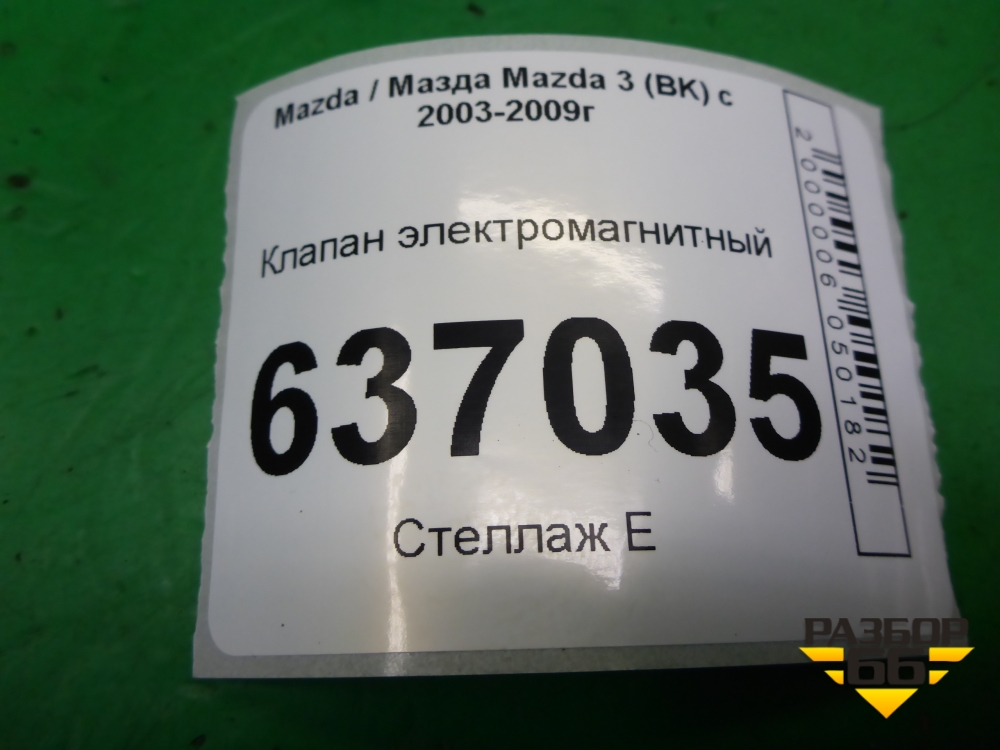 Mazda / Мазда Mazda 3 (BK) с
2003-2009г
Клапан электромагнитный
637035
Стеллаж Е
2000006050182
РАЗБОР
66